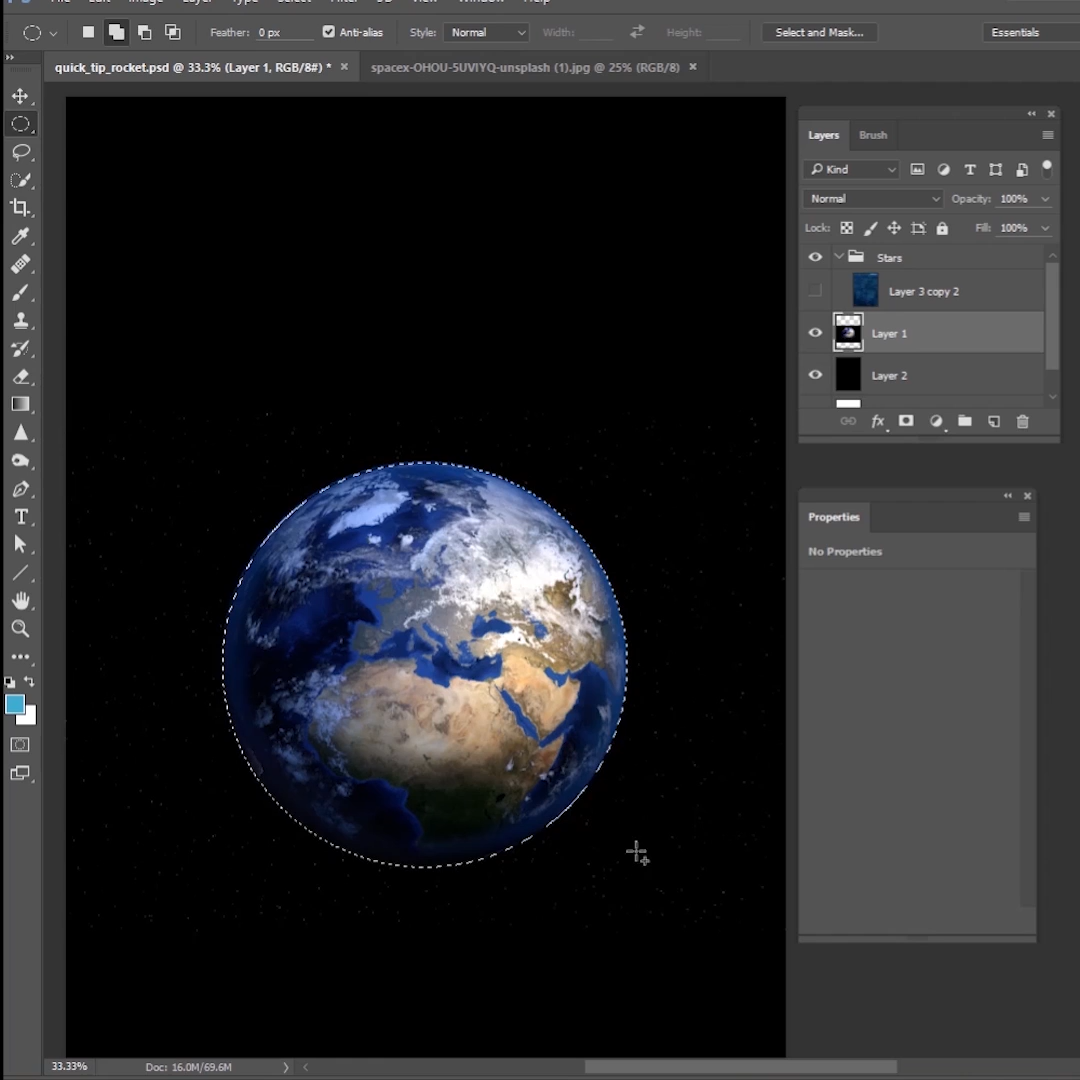 Feather: 0 px Anti-alias Style: Normal Width: Height: Select and Mask... Essentials
quick_tip_rocket.psd @ 33.3% (Layer 1, RGB/8#) * × spacex-OHOU-5UVIYQ-unsplash (1).jpg @ 25% (RGB/8) ×
Layers Brush
Kind
Normal Opacity: 100%
Lock: Fill: 100%
Stars
Layer 3 copy 2
Layer 1
Layer 2
fx
Properties
No Properties
33.33% Doc: 16.0M/69.6M